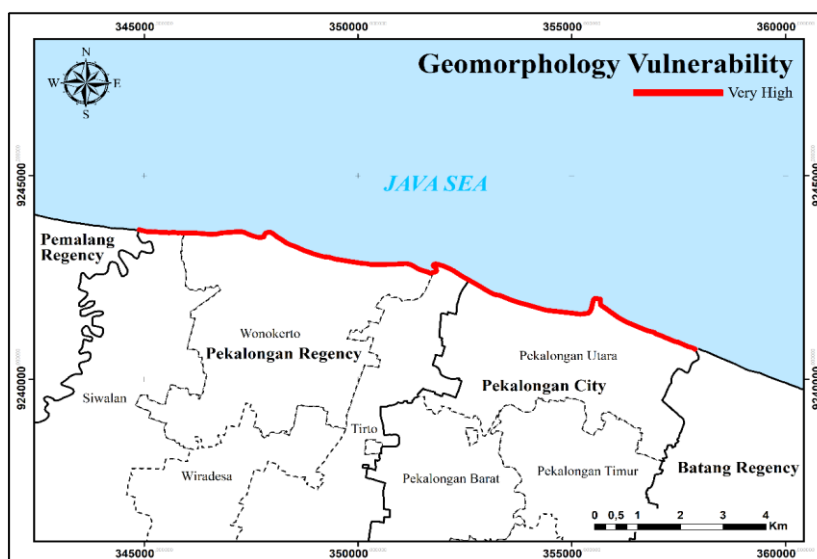 345000
350000
355000
360000
N
W
E
S
Geomorphology Vulnerability
Very High
9245000
9245000
JAVA SEA
Pemalang
Regency
Wonokerto
Pekalongan Regency
Pekalongan Utara
Pekalongan City
9240000
9240000
Siwalan
Tirto
Wiradesa
Pekalongan Barat
Pekalongan Timur
Batang Regency
0 0,5 1 2 3 4
Km
345000
350000
355000
360000